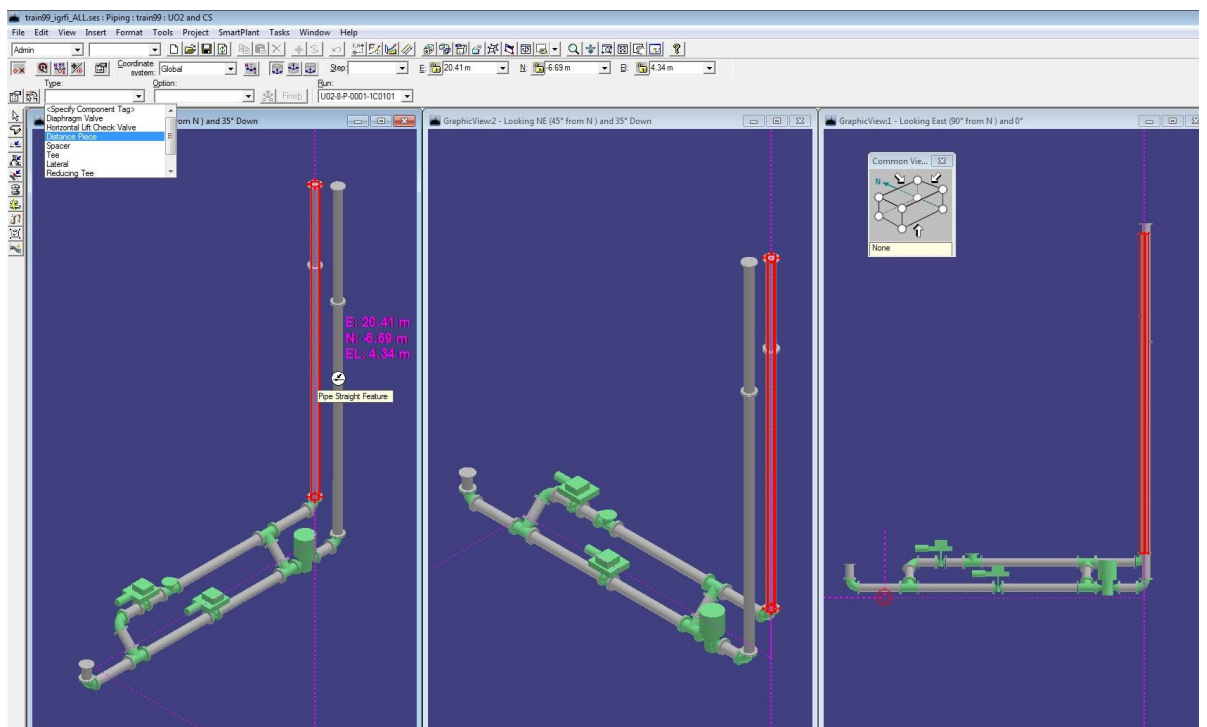 train99_igrfi_ALL.ses : Piping : train99 : UO2 and CS
File Edit View Insert Format Tools Project SmartPlant Tasks Window Help
Admin
Coordinate system: Global Step: E: 20.41 m N: -6.69 m El: 4.34 m
Type: Option: Run:
Finish U02-8-P-0001-1C0101
<Specify Component Tag>
Diaphragm Valve
Horizontal Lift Check Valve
Distance Piece
Spacer
Tee
Lateral
Reducing Tee
from N ) and 35° Down
GraphicView:2 - Looking NE (45° from N ) and 35° Down
GraphicView:1 - Looking East (90° from N ) and 0°
Common Vie...
N
None
E: 20.41 m
N: -6.69 m
EL: 4.34 m
Pipe Straight Feature